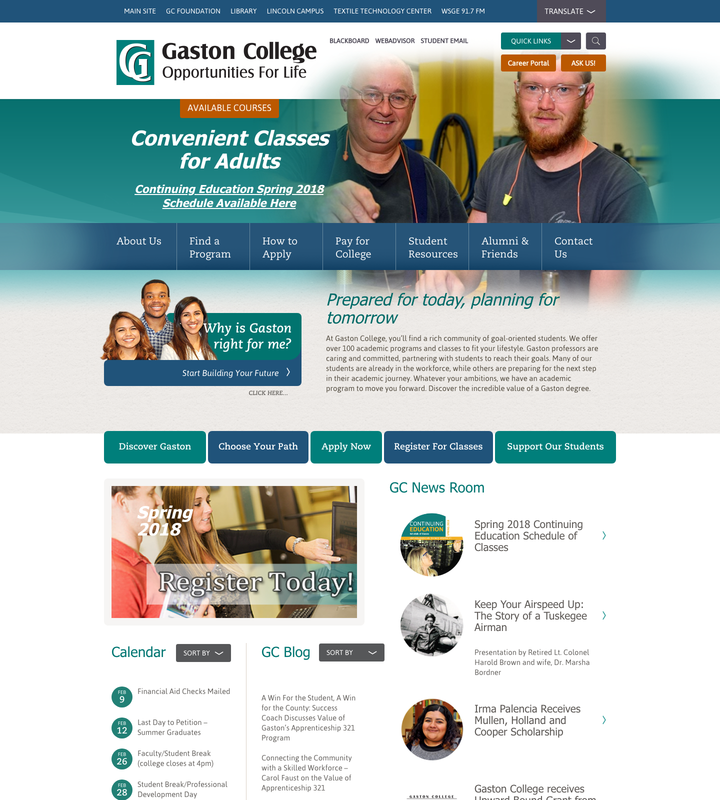 MAIN SITE GC FOUNDATION LIBRARY LINCOLN CAMPUS TEXTILE TECHNOLOGY CENTER WSGE 91.7 FM TRANSLATE
Gaston College
Opportunities For Life
BLACKBOARD WEBADVISOR STUDENT EMAIL
QUICK LINKS
Career Portal ASK US!
AVAILABLE COURSES
Convenient Classes
for Adults
Continuing Education Spring 2018
Schedule Available Here
About Us
Find a
Program
How to
Apply
Pay for
College
Student
Resources
Alumni &
Friends
Contact
Us
Why is Gaston
right for me?
Start Building Your Future
CLICK HERE...
Prepared for today, planning for
tomorrow
At Gaston College, you'll find a rich community of goal-oriented students. We offer
over 100 academic programs and classes to fit your lifestyle. Gaston professors are
caring and committed, partnering with students to reach their goals. Many of our
students are already in the workforce, while others are preparing for the next step
in their academic journey. Whatever your ambitions, we have an academic
program to move you forward. Discover the incredible value of a Gaston degree.
Discover Gaston Choose Your Path Apply Now Register For Classes Support Our Students
Spring
2018
Register Today!
Calendar SORT BY
FEB
9
Financial Aid Checks Mailed
FEB
12
Last Day to Petition –
Summer Graduates
FEB
26
Faculty/Student Break
(college closes at 4pm)
FEB
28
Student Break/Professional
Development Day
GC Blog SORT BY
A Win For the Student, A Win
for the County: Success
Coach Discusses Value of
Gaston's Apprenticeship 321
Program
Connecting the Community
with a Skilled Workforce –
Carol Faust on the Value of
Apprenticeship 321
GC News Room
CONTINUING
EDUCATION
Spring 2018 Continuing
Education Schedule of
Classes
Keep Your Airspeed Up:
The Story of a Tuskegee
Airman
Presentation by Retired Lt. Colonel
Harold Brown and wife, Dr. Marsha
Bordner
Irma Palencia Receives
Mullen, Holland and
Cooper Scholarship
GASTON COLLEGE
Gaston College receives
Upward Bound Grant from